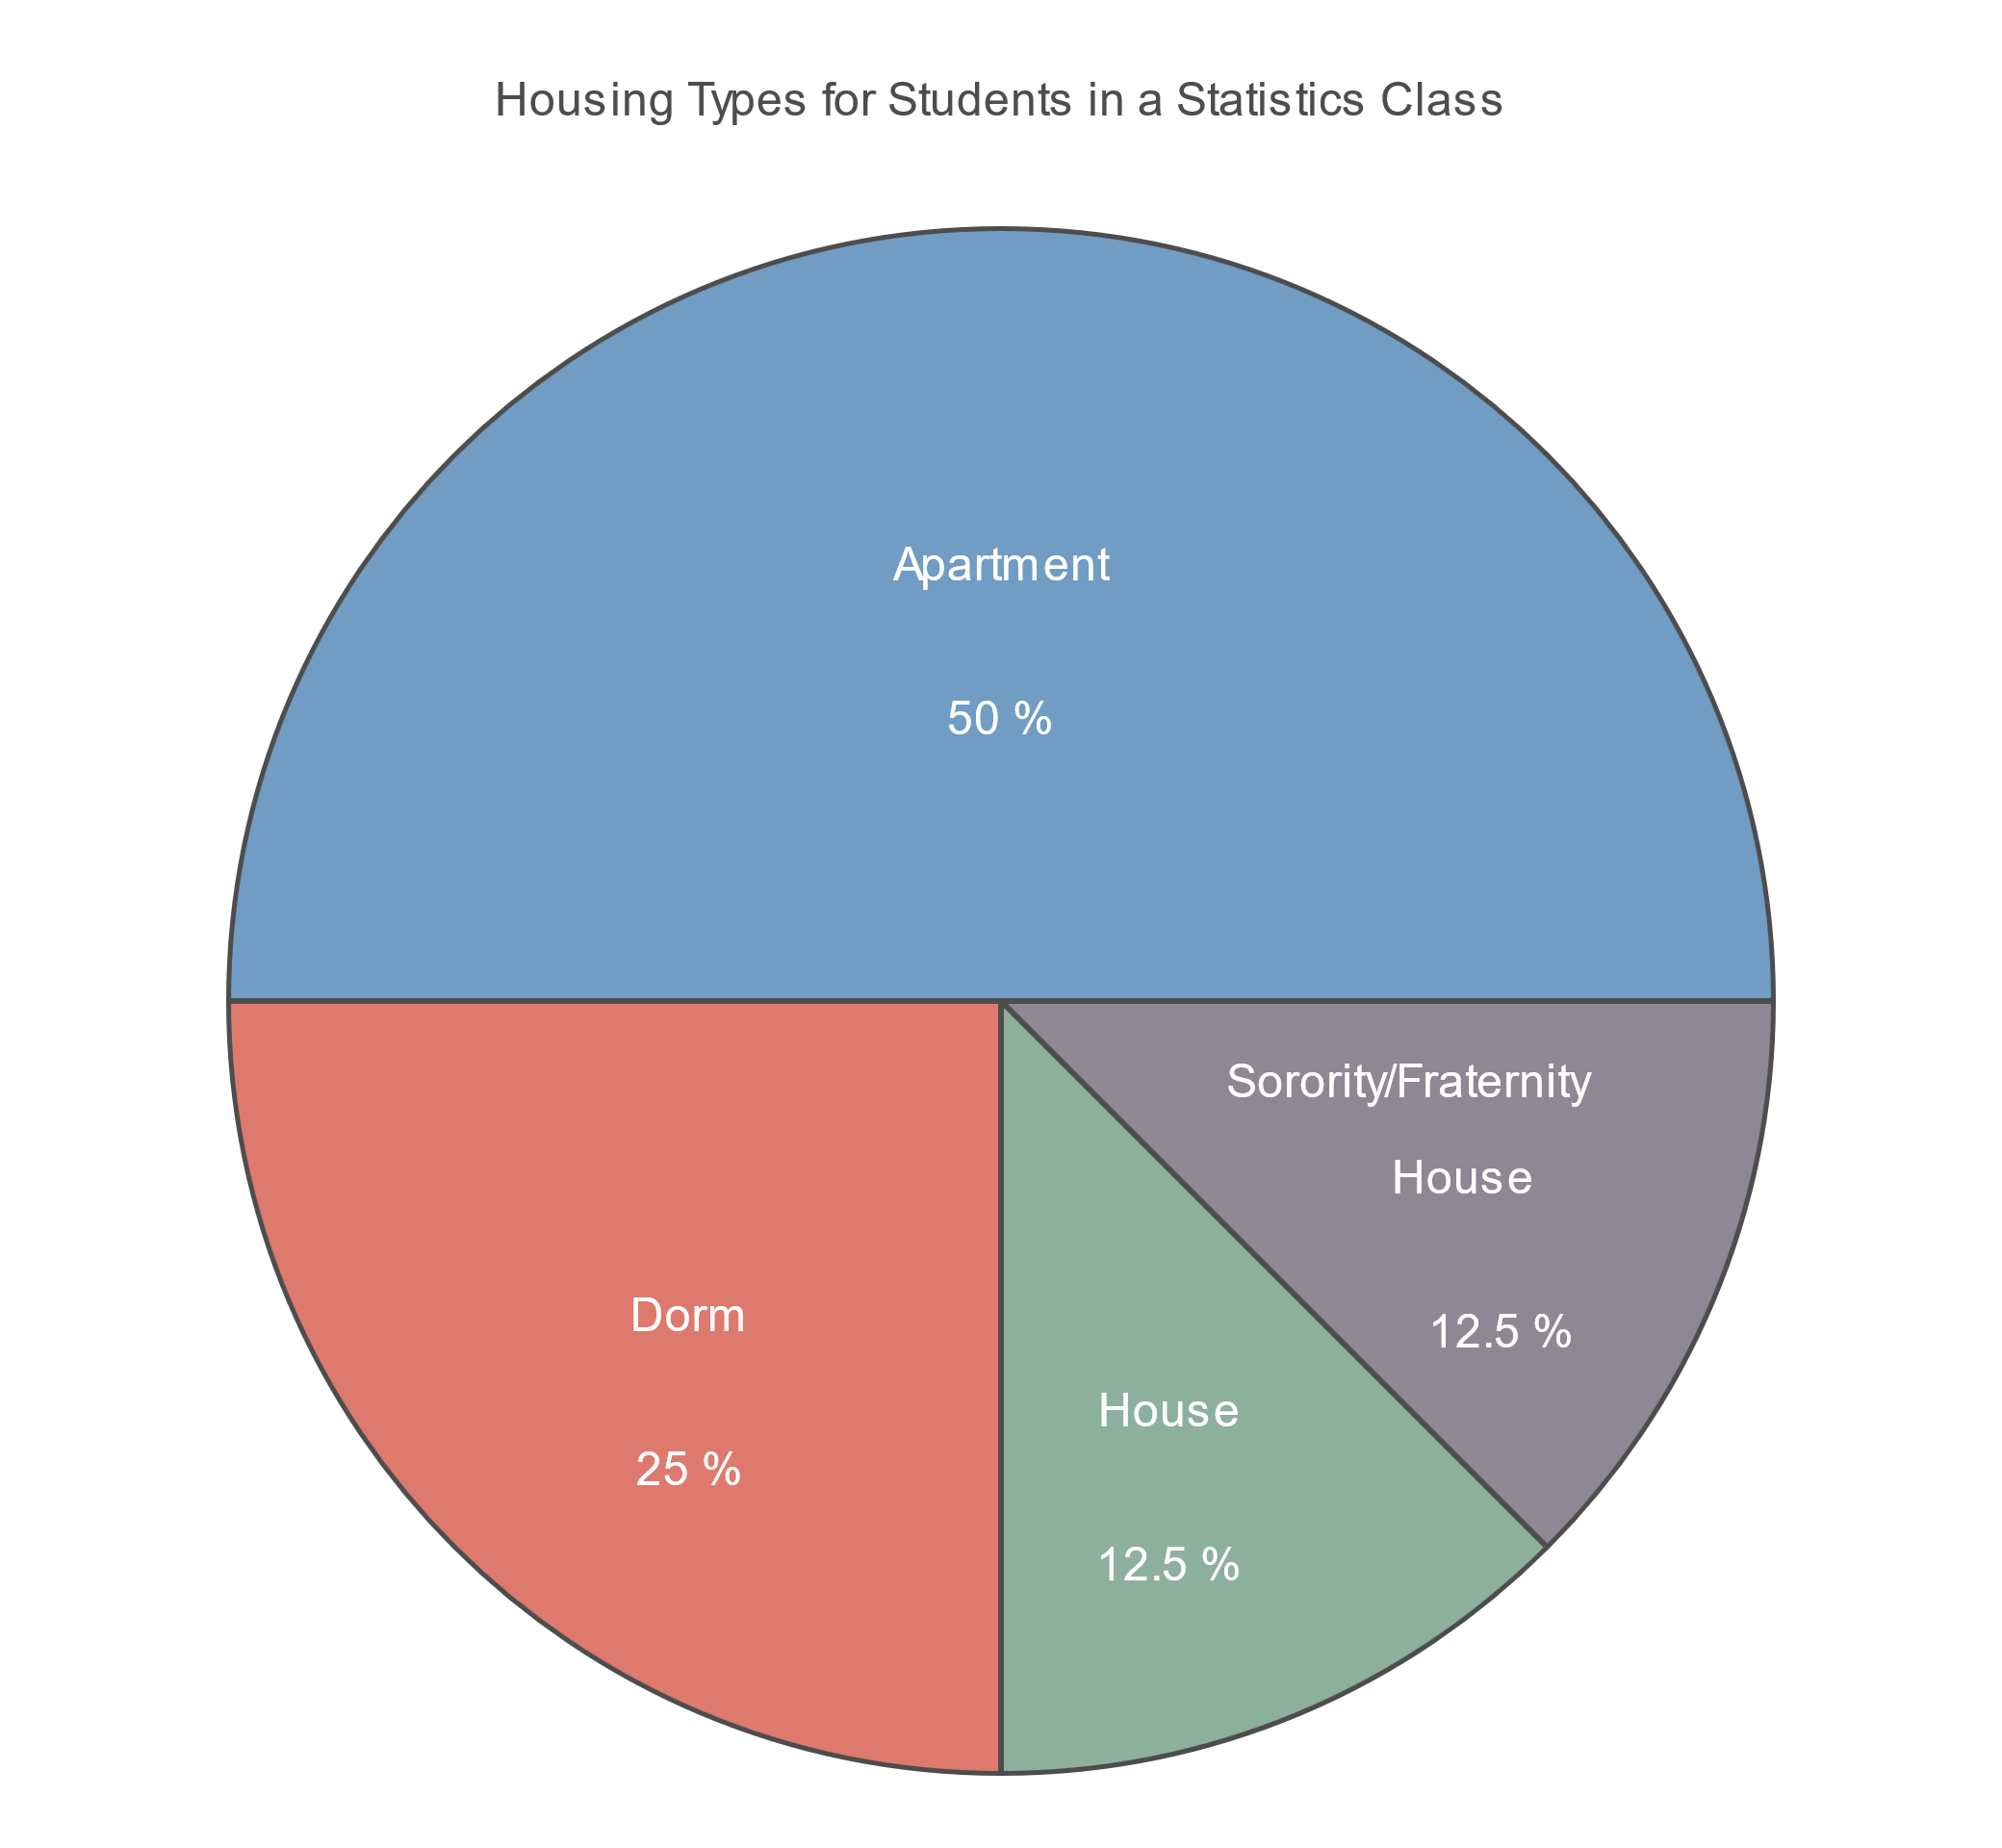 Housing Types for Students in a Statistics Class
Apartment
50 %
Sorority/Fraternity
House
12.5 %
Dorm
25 %
House
12.5 %